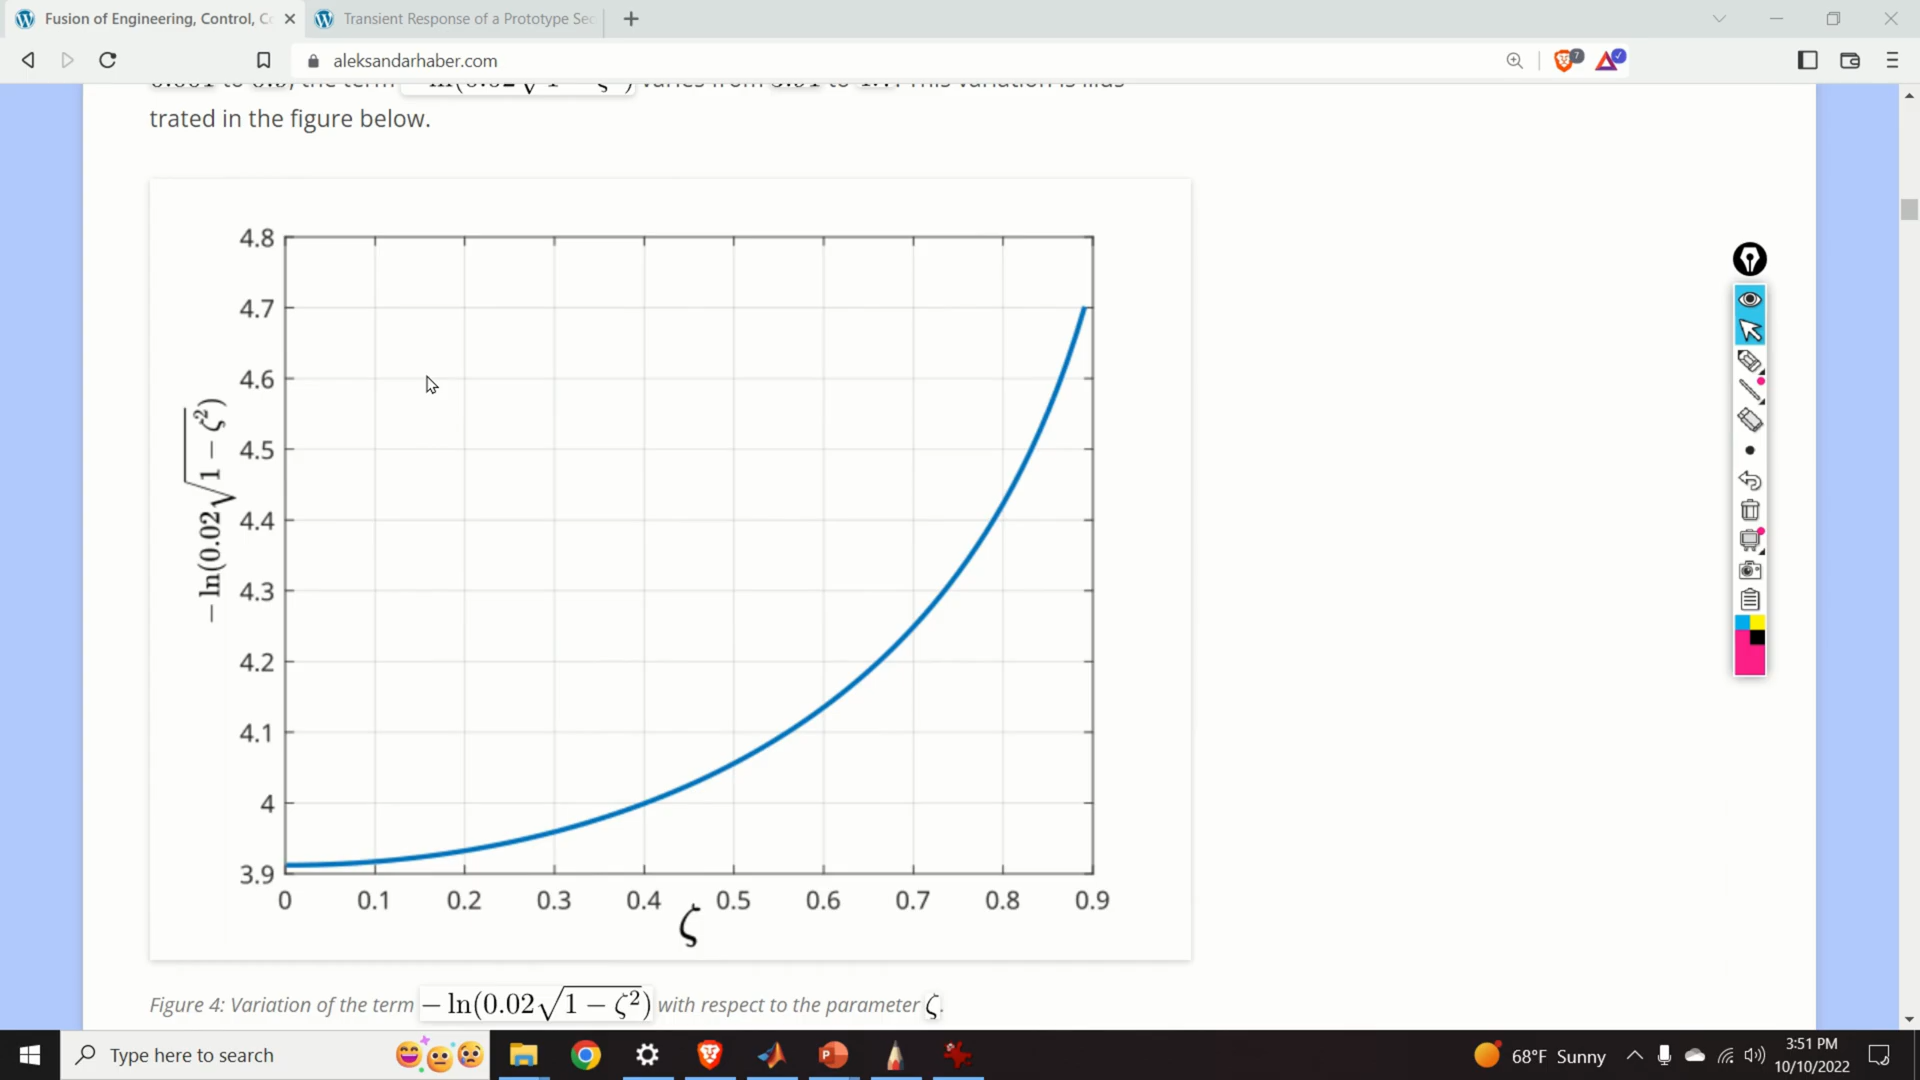 Fusion of Engineering, Control, C
Transient Response of a Prototype Sec
aleksandarhaber.com
7
trated in the figure below.
4.8
4.7
4.6
4.5
4.4
4.3
4.2
4.1
4
3.9
− ln(0.02√1 − ζ²)
0 0.1 0.2 0.3 0.4 0.5 0.6 0.7 0.8 0.9
ζ
Figure 4: Variation of the term − ln(0.02√1 − ζ²) with respect to the parameter ζ.
Type here to search
68°F Sunny
3:51 PM
10/10/2022